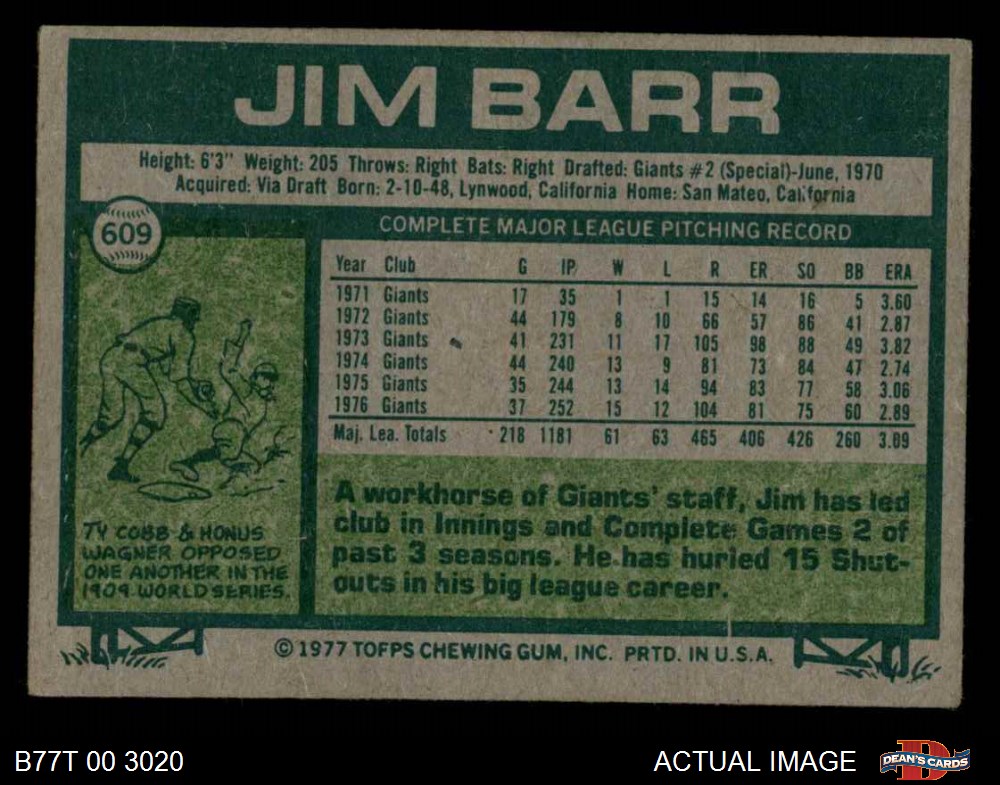 JIM BARR
Height: 6'3" Weight: 205 Throws: Right Bats: Right Drafted: Giants #2 (Special)-June, 1970
Acquired: Via Draft Born: 2-10-48, Lynwood, California Home: San Mateo, California
609
COMPLETE MAJOR LEAGUE PITCHING RECORD
Year Club G IP W L R ER SO BB ERA
1971 Giants 17 35 1 1 15 14 16 5 3.60
1972 Giants 44 179 8 10 66 57 86 41 2.87
1973 Giants 41 231 11 17 105 98 88 49 3.82
1974 Giants 44 240 13 9 81 73 84 47 2.74
1975 Giants 35 244 13 14 94 83 77 58 3.06
1976 Giants 37 252 15 12 104 81 75 60 2.89
Maj. Lea. Totals 218 1181 61 63 465 406 426 260 3.09
TY COBB & HONUS
WAGNER OPPOSED
ONE ANOTHER IN THE
1909 WORLD SERIES.
A workhorse of Giants' staff, Jim has led
club in Innings and Complete Games 2 of
past 3 seasons. He has hurled 15 Shut-
outs in his big league career.
© 1977 TOPPS CHEWING GUM, INC. PRTD. IN U.S.A.
B77T 00 3020
ACTUAL IMAGE
D
DEAN'S CARDS